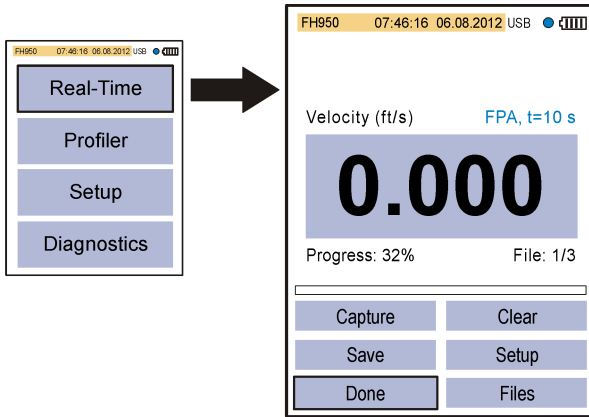 FH950 07:46:16 06.08.2012 USB
Real-Time
Profiler
Setup
Diagnostics
FH950 07:46:16 06.08.2012 USB
Velocity (ft/s) FPA, t=10 s
0.000
Progress: 32% File: 1/3
Capture Clear
Save Setup
Done Files